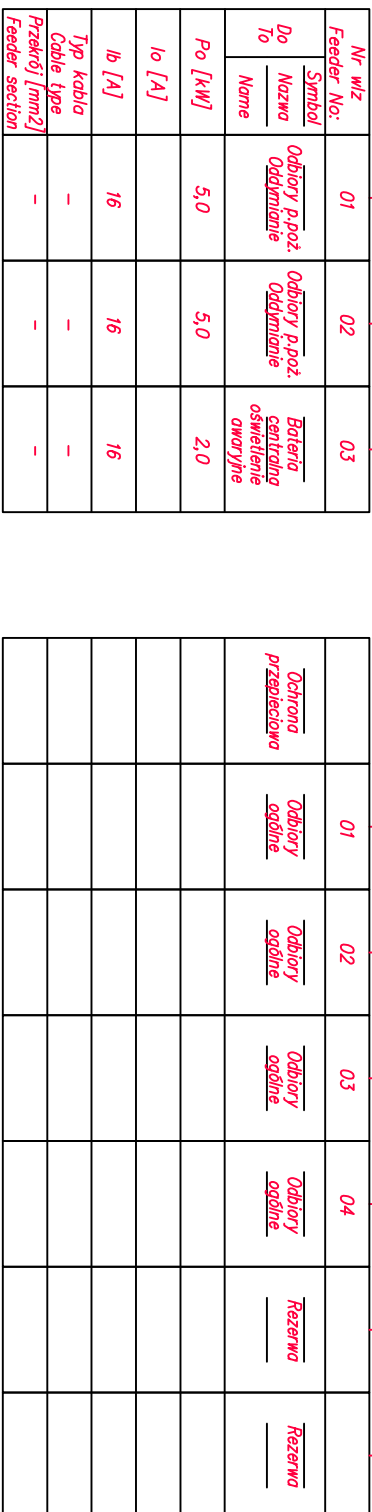 Nr wlz
Feeder No:
01
02
03
Do
To
Symbol
Nazwa
Name
Odbiory p.poż.
Oddymianie
Odbiory p.poż.
Oddymianie
Bateria
centralna
oświetlenie
awaryjne
Po [kW]
5,0
5,0
2,0
Io [A]
Ib [A]
16
16
16
Typ kabla
Cable type
-
-
-
Przekrój [mm2]
Feeder section
-
-
-
01
02
03
04
Ochrona
przepieciowa
Odbiory
ogólne
Odbiory
ogólne
Odbiory
ogólne
Odbiory
ogólne
Rezerwa
Rezerwa